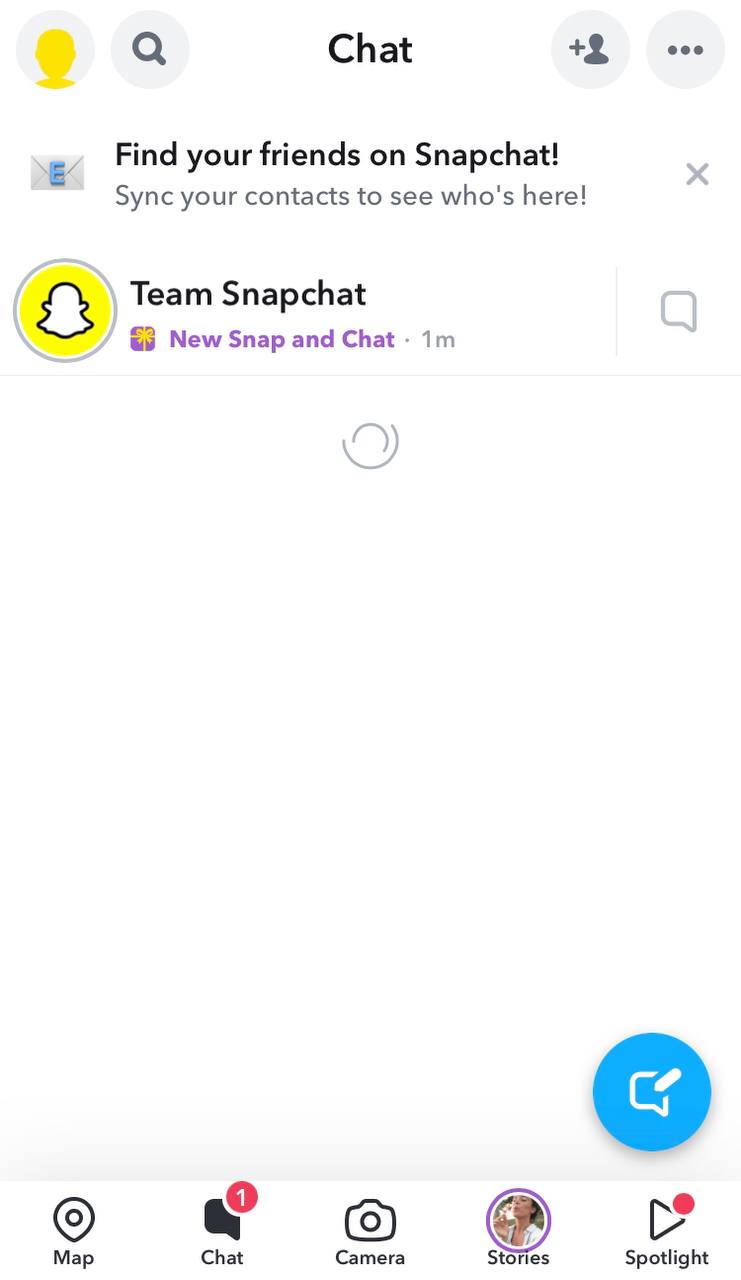 Chat
Find your friends on Snapchat!
E
Sync your contacts to see who's here!
Team Snapchat
New Snap and Chat · 1m
1
Map
Chat
Camera
Stories
Spotlight